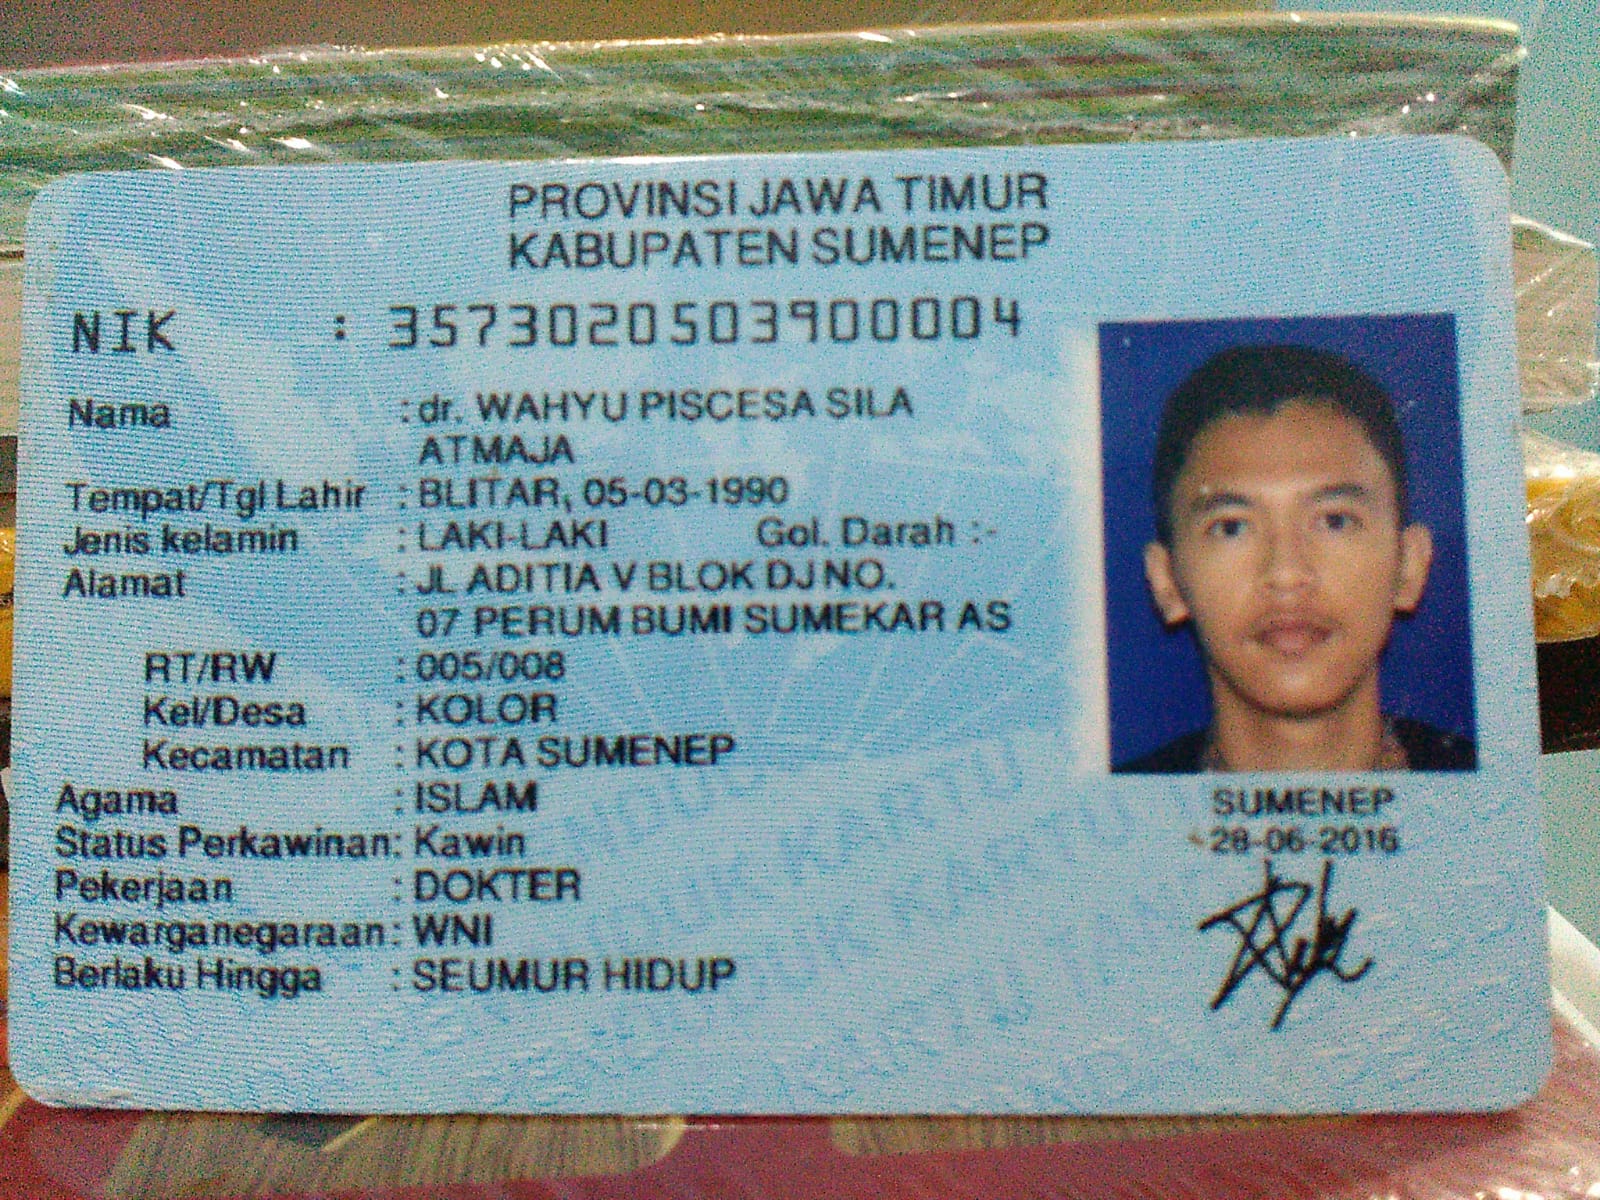 PROVINSI JAWA TIMUR
KABUPATEN SUMENEP
NIK : 3573020503900004
Nama : dr. WAHYU PISCESA SILA
ATMAJA
Tempat/Tgl Lahir : BLITAR, 05-03-1990
Jenis kelamin : LAKI-LAKI Gol. Darah :-
Alamat : JL ADITIA V BLOK DJ NO.
07 PERUM BUMI SUMEKAR AS
RT/RW : 005/008
Kel/Desa : KOLOR
Kecamatan : KOTA SUMENEP
Agama : ISLAM
Status Perkawinan: Kawin
Pekerjaan : DOKTER
Kewarganegaraan: WNI
Berlaku Hingga : SEUMUR HIDUP
SUMENEP
28-06-2016